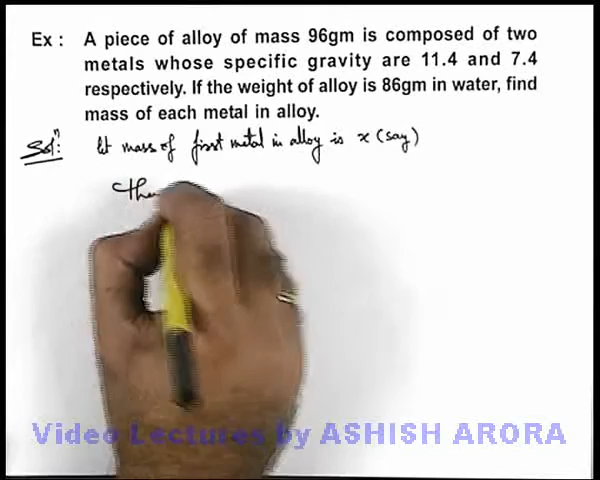 Ex : A piece of alloy of mass 96gm is composed of two
metals whose specific gravity are 11.4 and 7.4
respectively. If the weight of alloy is 86gm in water, find
mass of each metal in alloy.
Solⁿ: let mass of first metal in alloy is x (say)
The
Video Lectures by ASHISH ARORA